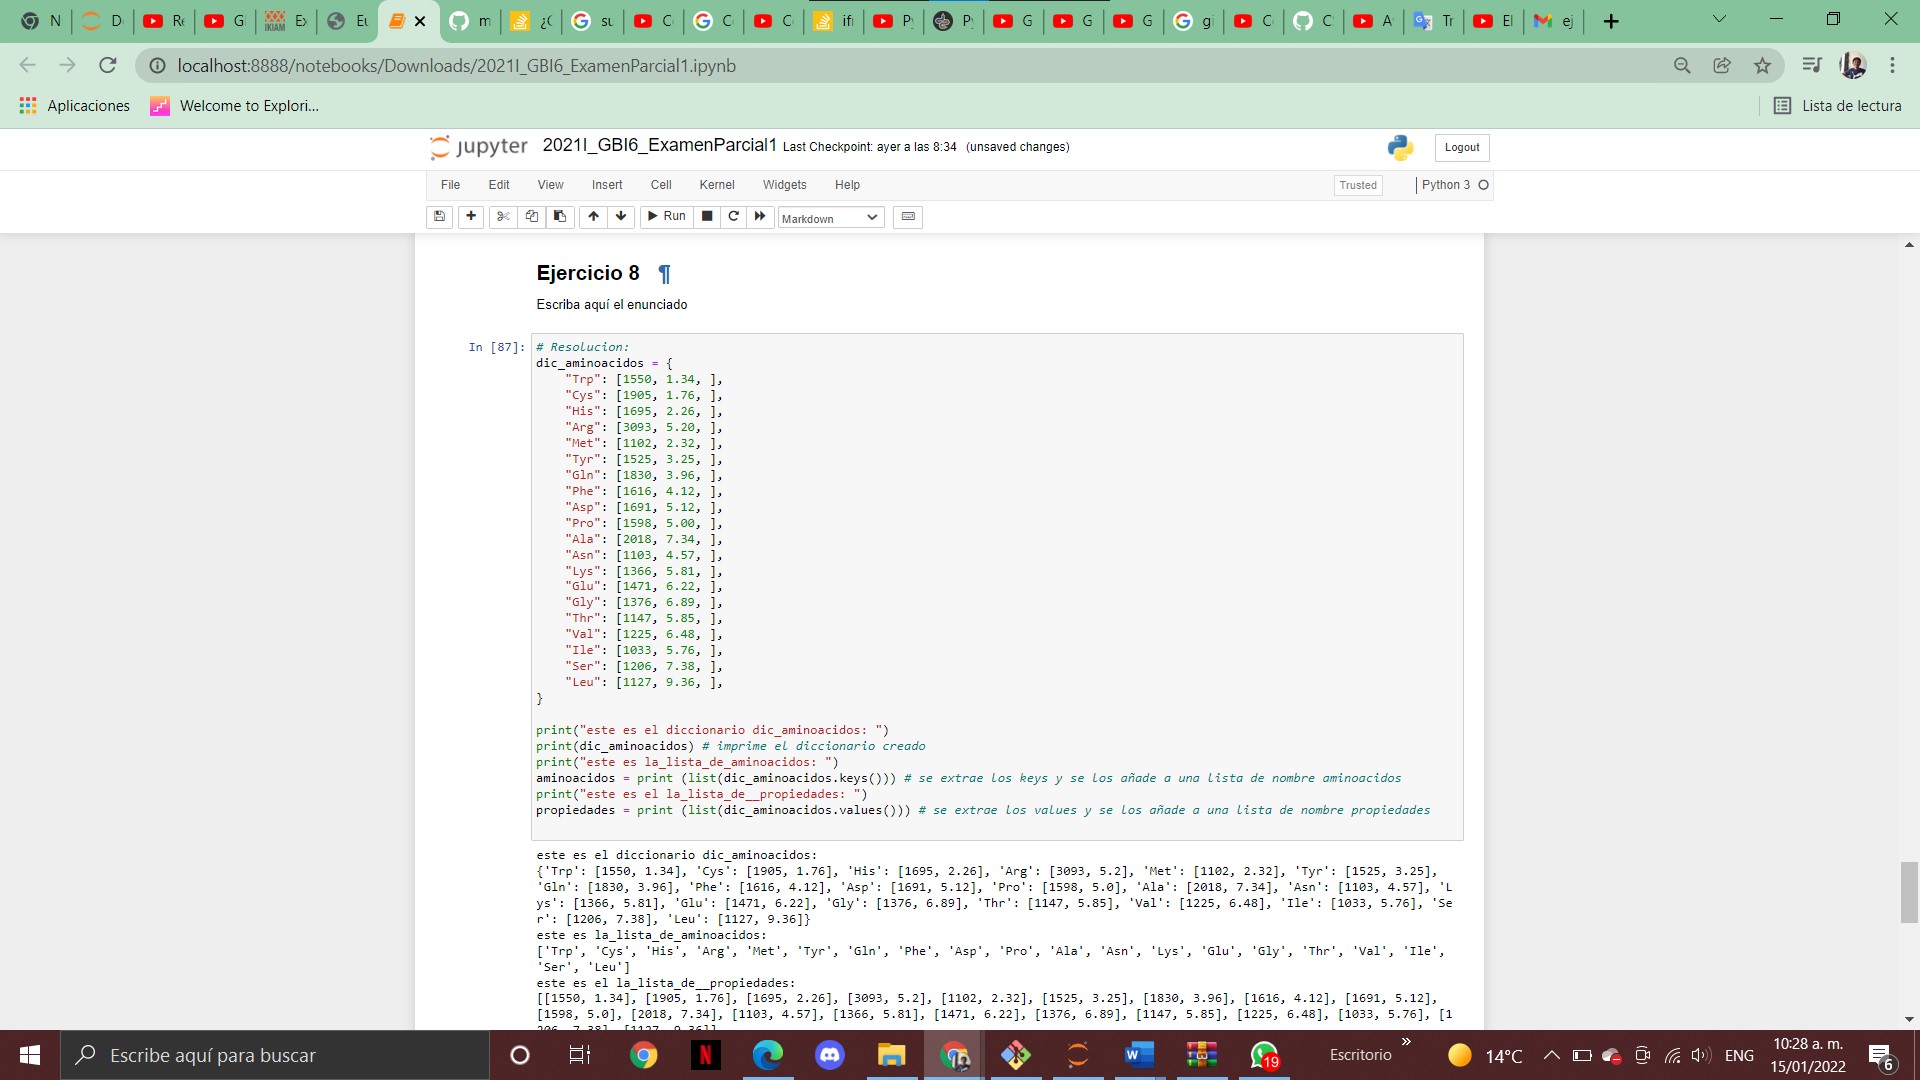 N D Re G Ex Eu m ¿C su C C C ifr P P G G G gi C C A Tr El ej
localhost:8888/notebooks/Downloads/2021I_GBI6_ExamenParcial1.ipynb
Aplicaciones Welcome to Explori... Lista de lectura
jupyter 2021I_GBI6_ExamenParcial1 Last Checkpoint: ayer a las 8:34 (unsaved changes) Logout
File Edit View Insert Cell Kernel Widgets Help Trusted Python 3
Run Markdown
Ejercicio 8 ¶
Escriba aquí el enunciado
In [87]: # Resolucion:
dic_aminoacidos = {
"Trp": [1550, 1.34, ],
"Cys": [1905, 1.76, ],
"His": [1695, 2.26, ],
"Arg": [3093, 5.20, ],
"Met": [1102, 2.32, ],
"Tyr": [1525, 3.25, ],
"Gln": [1830, 3.96, ],
"Phe": [1616, 4.12, ],
"Asp": [1691, 5.12, ],
"Pro": [1598, 5.00, ],
"Ala": [2018, 7.34, ],
"Asn": [1103, 4.57, ],
"Lys": [1366, 5.81, ],
"Glu": [1471, 6.22, ],
"Gly": [1376, 6.89, ],
"Thr": [1147, 5.85, ],
"Val": [1225, 6.48, ],
"Ile": [1033, 5.76, ],
"Ser": [1206, 7.38, ],
"Leu": [1127, 9.36, ],
}
print("este es el diccionario dic_aminoacidos: ")
print(dic_aminoacidos) # imprime el diccionario creado
print("este es la_lista_de_aminoacidos: ")
aminoacidos = print (list(dic_aminoacidos.keys())) # se extrae los keys y se los añade a una lista de nombre aminoacidos
print("este es el la_lista_de__propiedades: ")
propiedades = print (list(dic_aminoacidos.values())) # se extrae los values y se los añade a una lista de nombre propiedades
este es el diccionario dic_aminoacidos:
{'Trp': [1550, 1.34], 'Cys': [1905, 1.76], 'His': [1695, 2.26], 'Arg': [3093, 5.2], 'Met': [1102, 2.32], 'Tyr': [1525, 3.25],
'Gln': [1830, 3.96], 'Phe': [1616, 4.12], 'Asp': [1691, 5.12], 'Pro': [1598, 5.0], 'Ala': [2018, 7.34], 'Asn': [1103, 4.57], 'L
ys': [1366, 5.81], 'Glu': [1471, 6.22], 'Gly': [1376, 6.89], 'Thr': [1147, 5.85], 'Val': [1225, 6.48], 'Ile': [1033, 5.76], 'Se
r': [1206, 7.38], 'Leu': [1127, 9.36]}
este es la_lista_de_aminoacidos:
['Trp', 'Cys', 'His', 'Arg', 'Met', 'Tyr', 'Gln', 'Phe', 'Asp', 'Pro', 'Ala', 'Asn', 'Lys', 'Glu', 'Gly', 'Thr', 'Val', 'Ile',
'Ser', 'Leu']
este es el la_lista_de__propiedades:
[[1550, 1.34], [1905, 1.76], [1695, 2.26], [3093, 5.2], [1102, 2.32], [1525, 3.25], [1830, 3.96], [1616, 4.12], [1691, 5.12],
[1598, 5.0], [2018, 7.34], [1103, 4.57], [1366, 5.81], [1471, 6.22], [1376, 6.89], [1147, 5.85], [1225, 6.48], [1033, 5.76], [1
206, 7.38], [1127, 9.36]]
Escribe aquí para buscar 19 Escritorio » 14°C ENG 10:28 a. m.
15/01/2022 6